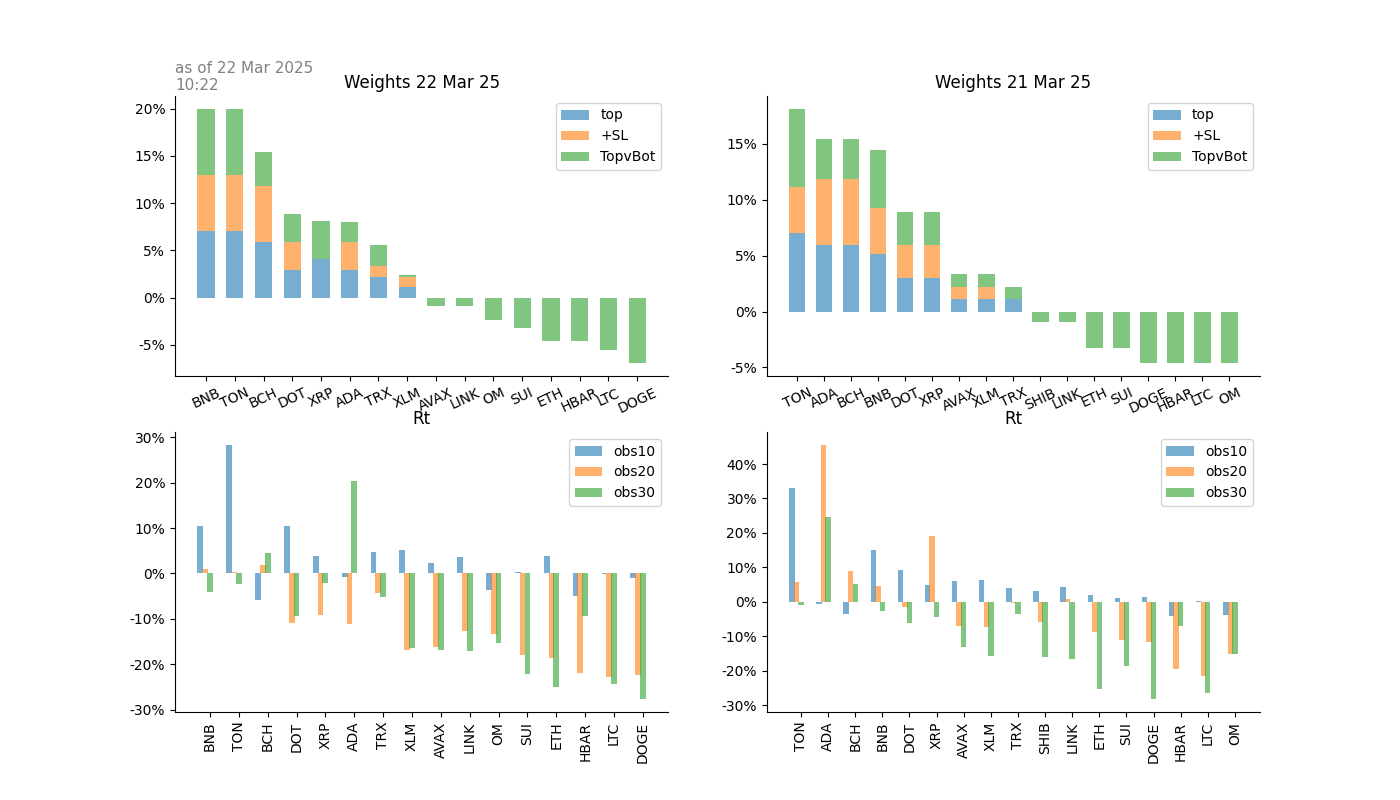 as of 22 Mar 2025
10:22
Weights 22 Mar 25
20%
15%
10%
5%
0%
-5%
top
+SL
TopvBot
BNB TON BCH DOT XRP ADA TRX XLM AVAX LINK OM SUI ETH HBAR LTC DOGE
Weights 21 Mar 25
15%
10%
5%
0%
-5%
top
+SL
TopvBot
TON ADA BCH BNB DOT XRP AVAX XLM TRX SHIB LINK ETH SUI DOGE HBAR LTC OM
Rt
30%
20%
10%
0%
-10%
-20%
-30%
obs10
obs20
obs30
BNB TON BCH DOT XRP ADA TRX XLM AVAX LINK OM SUI ETH HBAR LTC DOGE
Rt
40%
30%
20%
10%
0%
-10%
-20%
-30%
obs10
obs20
obs30
TON ADA BCH BNB DOT XRP AVAX XLM TRX SHIB LINK ETH SUI DOGE HBAR LTC OM